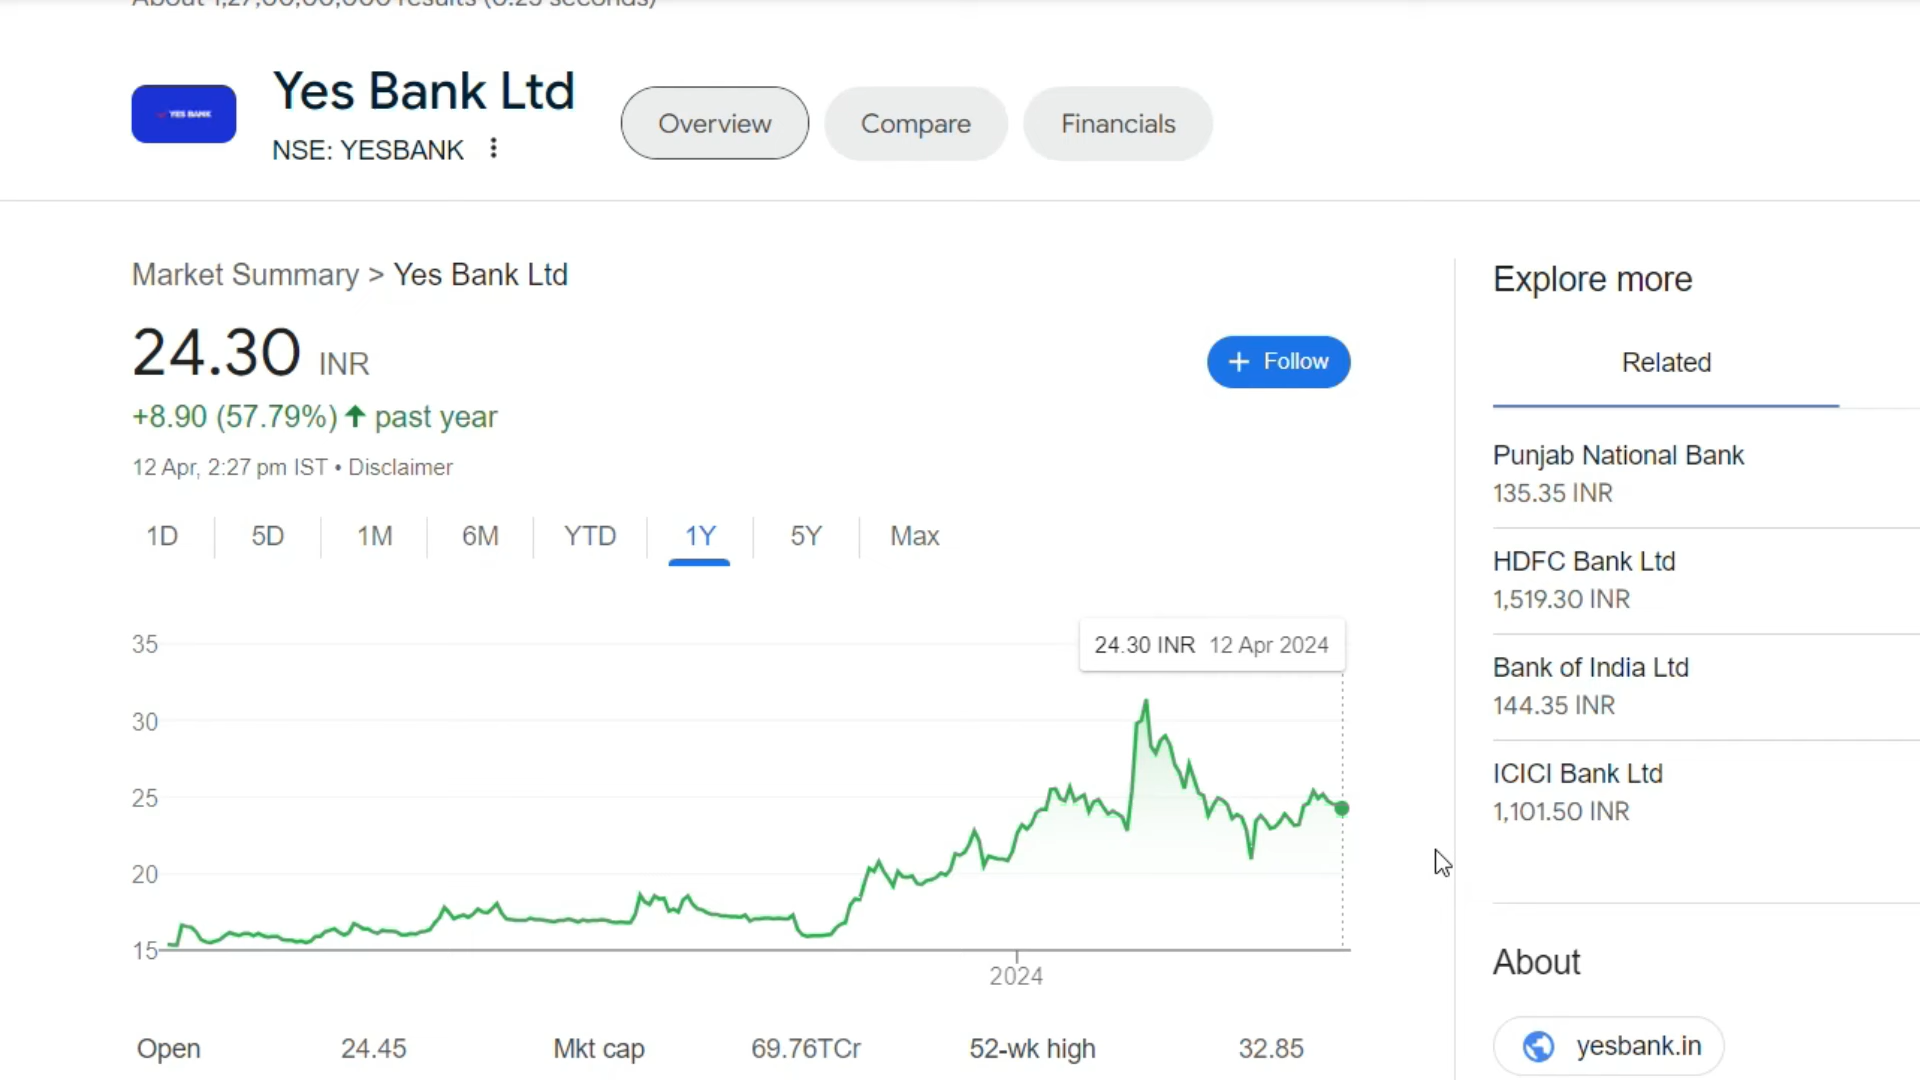 YES BANK
Yes Bank Ltd
NSE: YESBANK
Overview
Compare
Financials
Market Summary > Yes Bank Ltd
24.30 INR
+ Follow
+8.90 (57.79%) ↑ past year
12 Apr, 2:27 pm IST • Disclaimer
1D 5D 1M 6M YTD 1Y 5Y Max
24.30 INR 12 Apr 2024
35
30
25
20
15
2024
Open 24.45 Mkt cap 69.76TCr 52-wk high 32.85
Explore more
Related
Punjab National Bank
135.35 INR
HDFC Bank Ltd
1,519.30 INR
Bank of India Ltd
144.35 INR
ICICI Bank Ltd
1,101.50 INR
About
yesbank.in